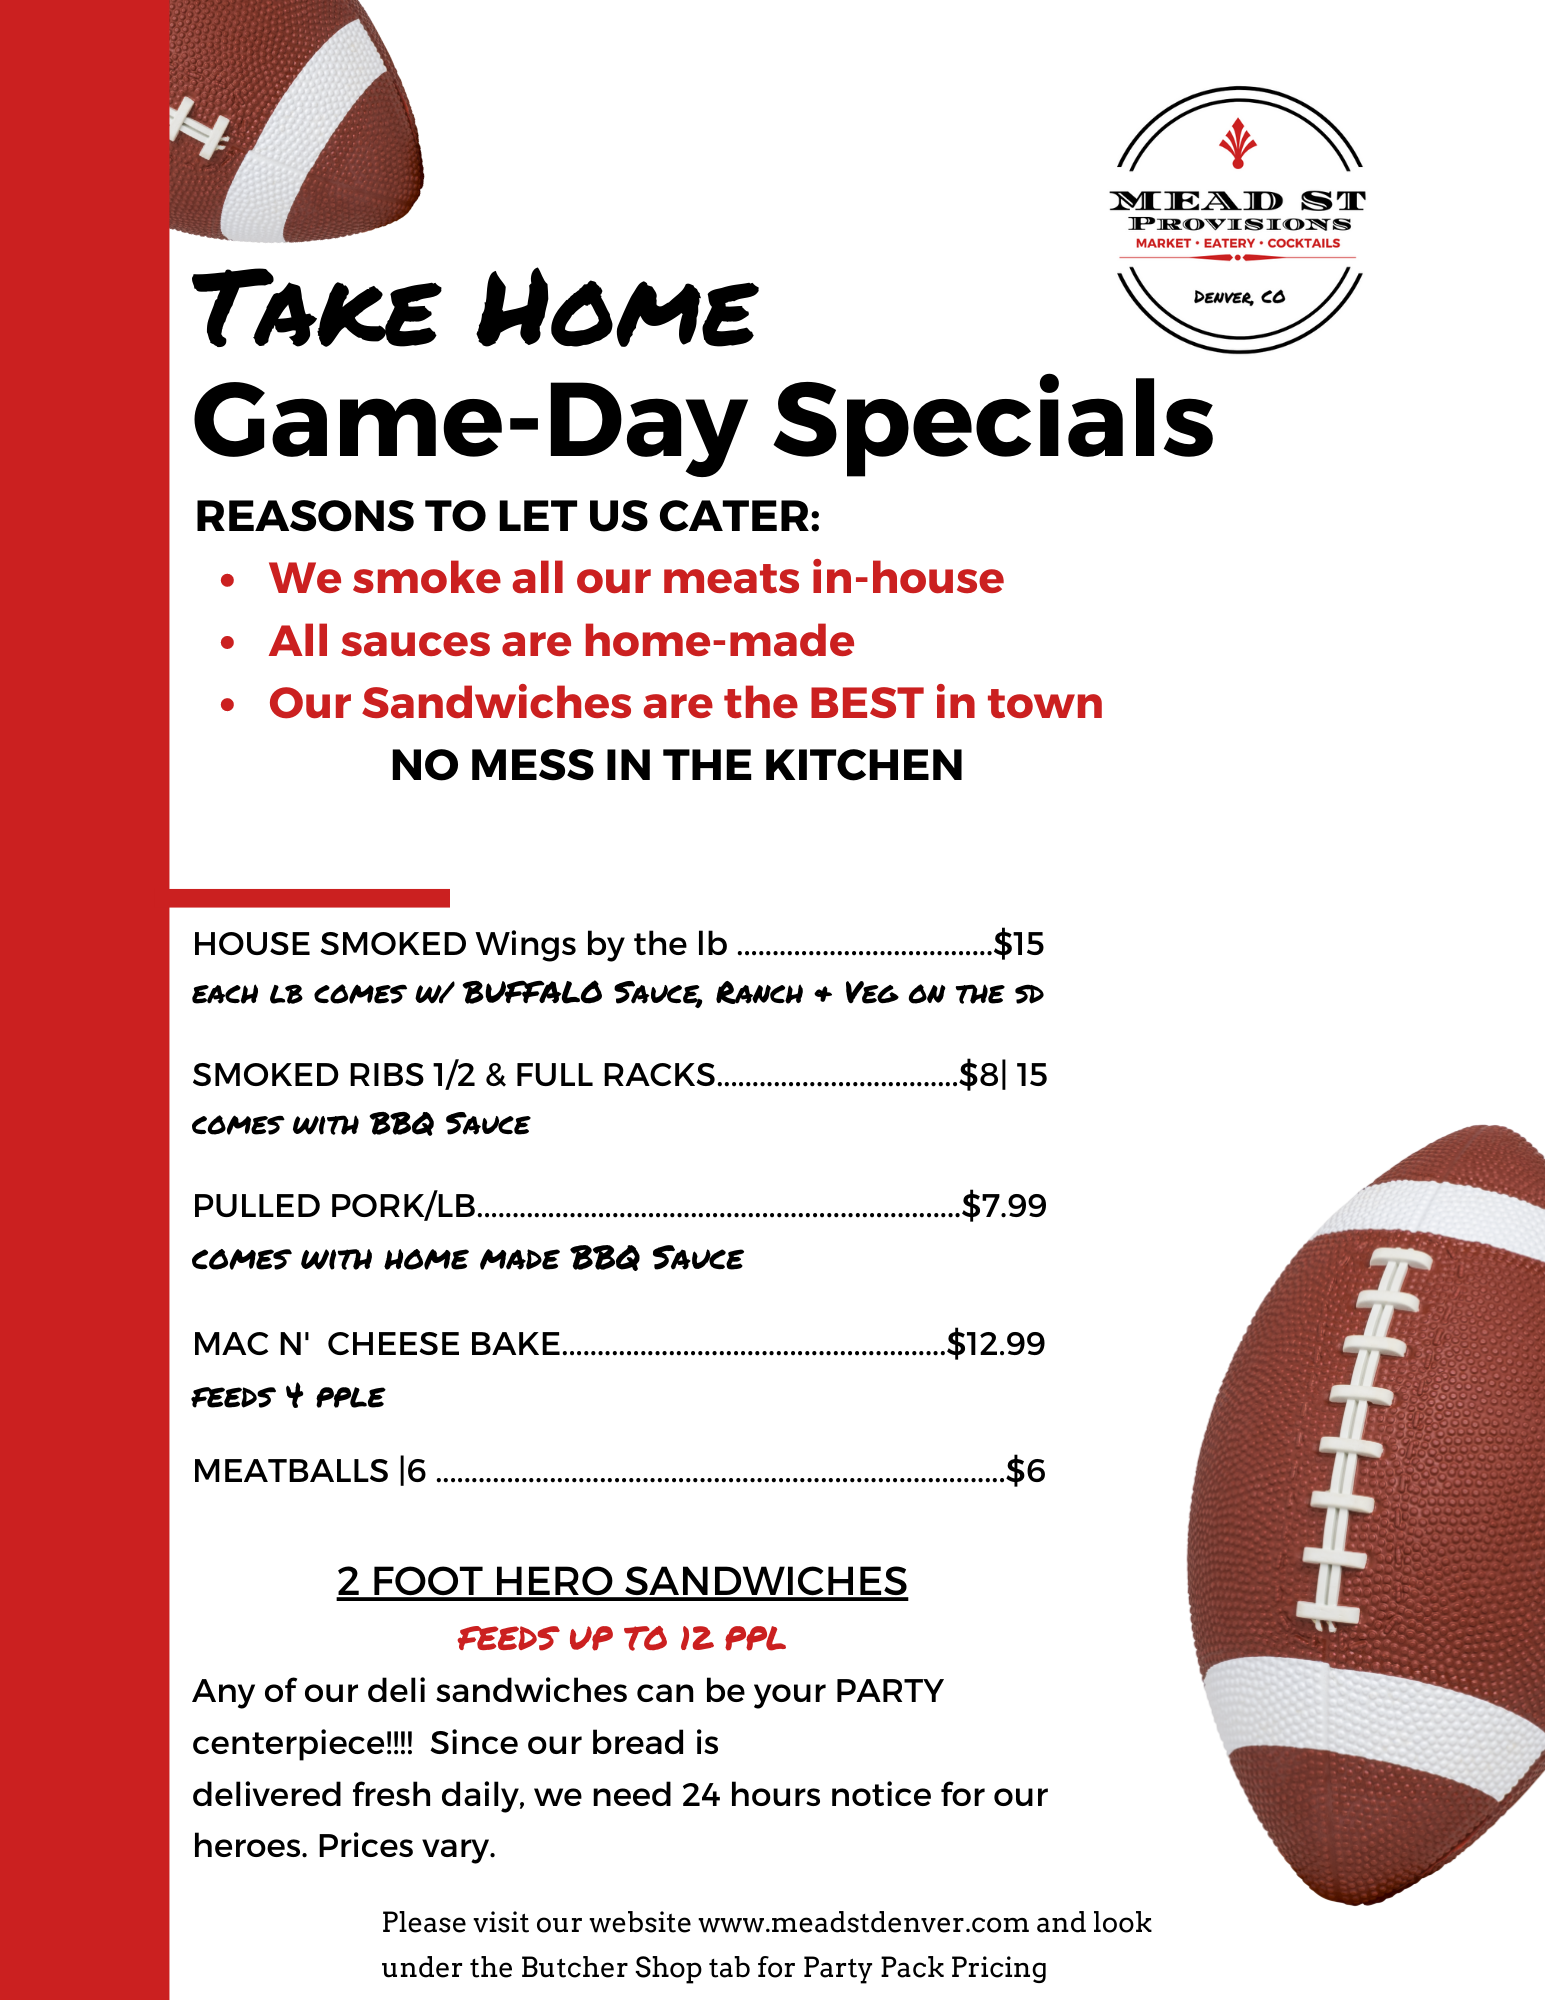 MEAD ST
PROVISIONS
MARKET • EATERY • COCKTAILS
DENVER, CO
TAKE HOME
Game-Day Specials
REASONS TO LET US CATER:
• We smoke all our meats in-house
• All sauces are home-made
• Our Sandwiches are the BEST in town
NO MESS IN THE KITCHEN
HOUSE SMOKED Wings by the lb ....................................$15
EACH LB COMES W/ BUFFALO SAUCE, RANCH & VEG ON THE SD
SMOKED RIBS 1/2 & FULL RACKS..................................$8| 15
COMES WITH BBQ SAUCE
PULLED PORK/LB....................................................................$7.99
COMES WITH HOME MADE BBQ SAUCE
MAC N'  CHEESE BAKE......................................................$12.99
FEEDS 4 PPLE
MEATBALLS |6 ................................................................................$6
2 FOOT HERO SANDWICHES
FEEDS UP TO 12 PPL
Any of our deli sandwiches can be your PARTY
centerpiece!!!!  Since our bread is
delivered fresh daily, we need 24 hours notice for our
heroes. Prices vary.
Please visit our website www.meadstdenver.com and look
under the Butcher Shop tab for Party Pack Pricing